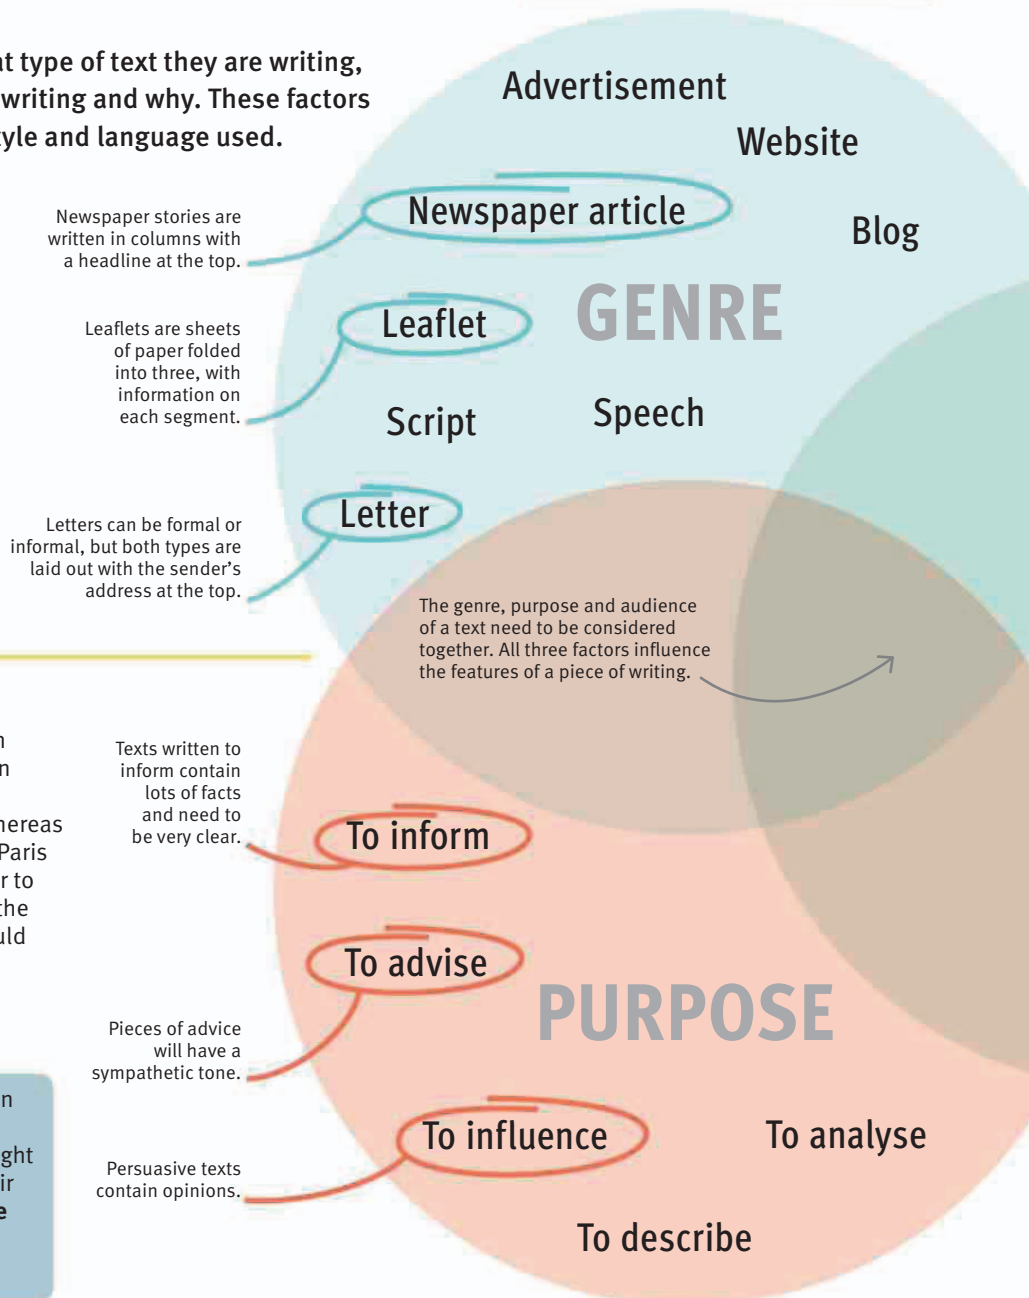 at type of text they are writing,
writing and why. These factors
tyle and language used.
Advertisement
Website
Newspaper article
Blog
Newspaper stories are
written in columns with
a headline at the top.
GENRE
Leaflet
Leaflets are sheets
of paper folded
into three, with
information on
each segment.
Script
Speech
Letter
Letters can be formal or
informal, but both types are
laid out with the sender's
address at the top.
The genre, purpose and audience
of a text need to be considered
together. All three factors influence
the features of a piece of writing.
n
n
hereas
Paris
r to
the
uld
Texts written to
inform contain
lots of facts
and need to
be very clear.
To inform
To advise
PURPOSE
Pieces of advice
will have a
sympathetic tone.
To influence
To analyse
Persuasive texts
contain opinions.
To describe
n
ght
ir
e